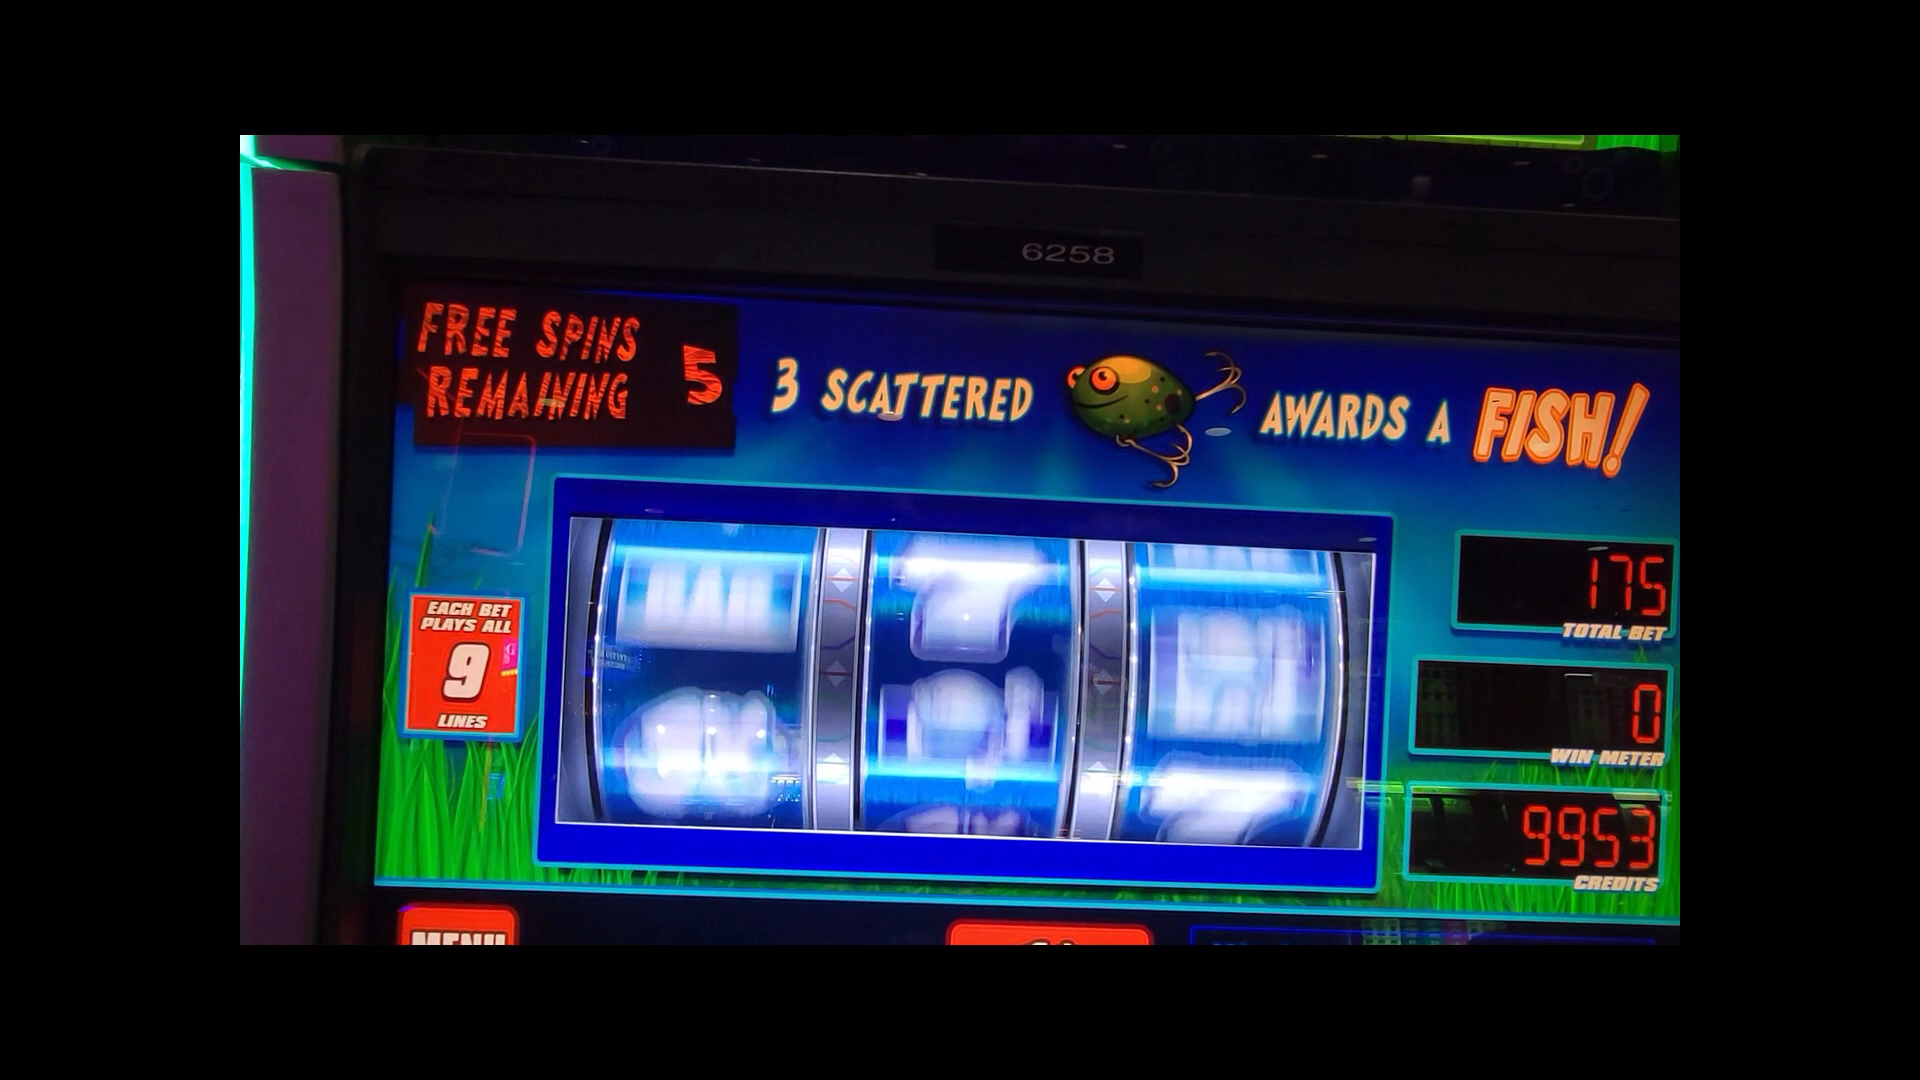 6258
FREE SPINS
REMAINING 5
3 SCATTERED AWARDS A FISH!
EACH BET
PLAYS ALL
9
LINES
175
TOTAL BET
0
WIN METER
9953
CREDITS
MENU